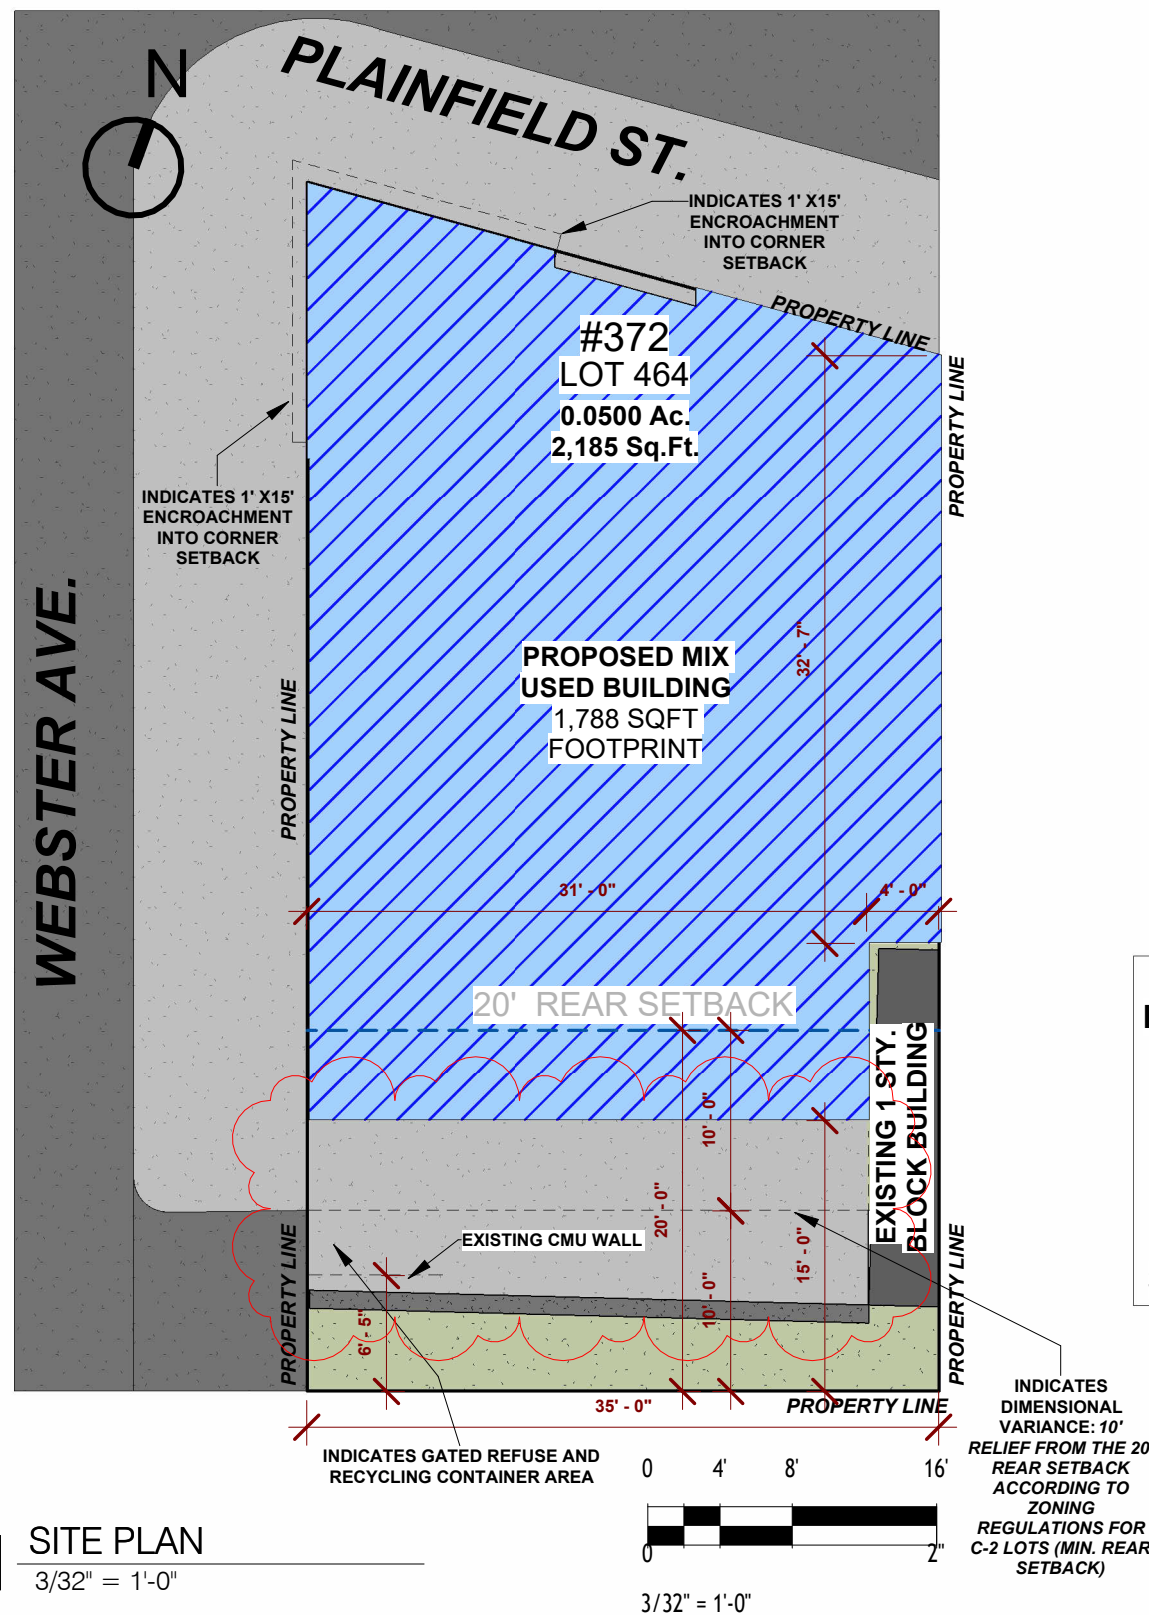 N
PLAINFIELD ST.
INDICATES 1' X15'
ENCROACHMENT
INTO CORNER
SETBACK
PROPERTY LINE
PROPERTY LINE
#372
LOT 464
0.0500 Ac.
2,185 Sq.Ft.
INDICATES 1' X15'
ENCROACHMENT
INTO CORNER
SETBACK
WEBSTER AVE.
PROPERTY LINE
PROPOSED MIX
USED BUILDING
1,788 SQFT
FOOTPRINT
32' - 7"
31' - 0"
4' - 0"
20' REAR SETBACK
EXISTING 1 STY.
BLOCK BUILDING
10' - 0"
20' - 0"
15' - 0"
10' - 0"
EXISTING CMU WALL
6' - 5"
PROPERTY LINE
PROPERTY LINE
35' - 0"
PROPERTY LINE
INDICATES GATED REFUSE AND
RECYCLING CONTAINER AREA
INDICATES
DIMENSIONAL
VARIANCE: 10'
RELIEF FROM THE 20
REAR SETBACK
ACCORDING TO
ZONING
REGULATIONS FOR
C-2 LOTS (MIN. REAR
SETBACK)
0 4' 8' 16'
0 2"
3/32" = 1'-0"
SITE PLAN
3/32" = 1'-0"